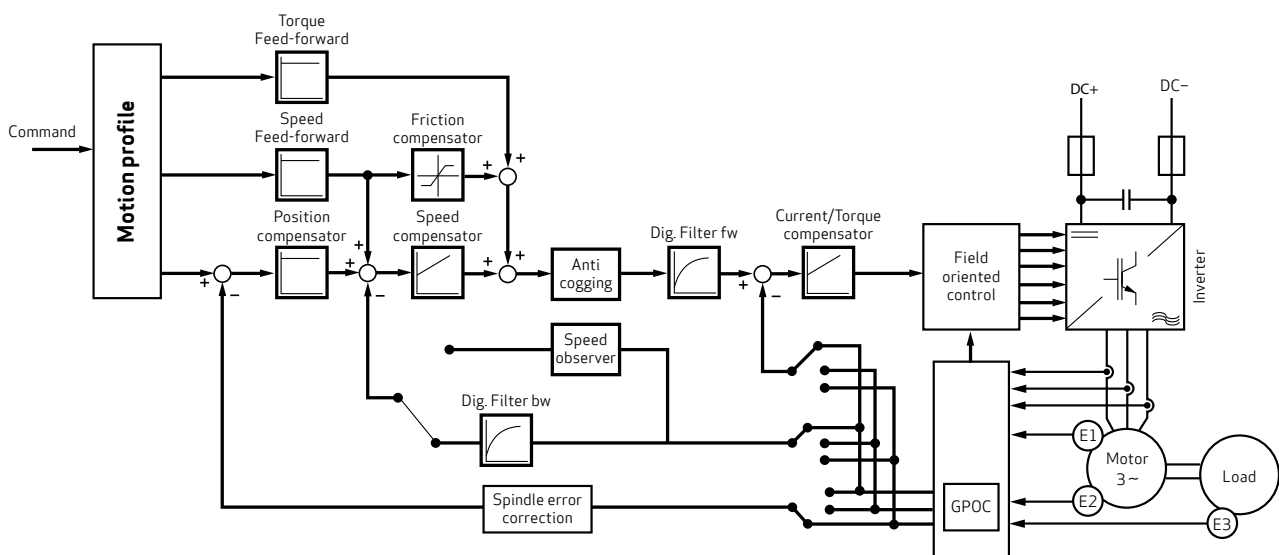 Torque
Feed-forward
DC+
DC−
Command
Motion profile
Speed
Feed-forward
Friction
compensator
+
+
Position
compensator
Speed
compensator
Current/Torque
compensator
Dig. Filter fw
+
+
+
+
−
−
+
+
−
Anti
cogging
Field
oriented
control
Inverter
Speed
observer
Dig. Filter bw
E1
Motor
3~
Load
Spindle error
correction
GPOC
E2
E3